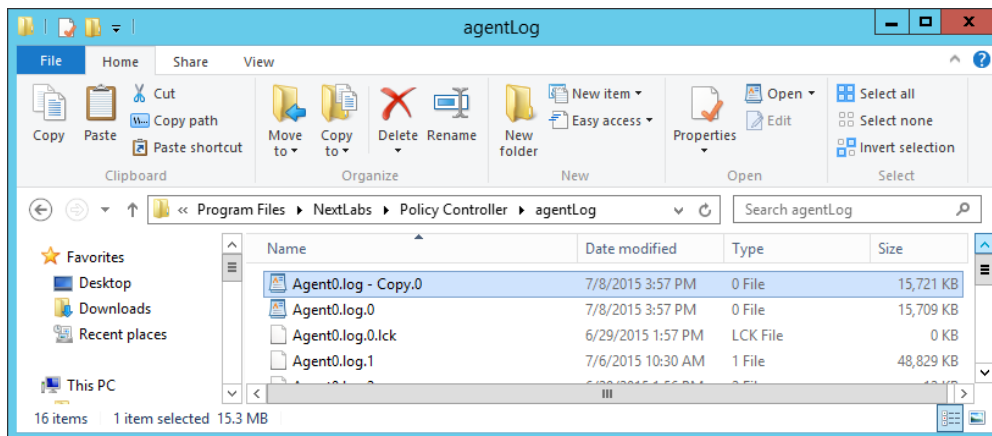 agentLog
File Home Share View
Copy
Paste
Cut
Copy path
Paste shortcut
Clipboard
Move to
Copy to
Delete
Rename
Organize
New folder
New item
Easy access
New
Properties
Open
Edit
Open
Select all
Select none
Invert selection
Select
« Program Files NextLabs Policy Controller agentLog
Search agentLog
Favorites
Desktop
Downloads
Recent places
This PC
Name Date modified Type Size
Agent0.log - Copy.0 7/8/2015 3:57 PM 0 File 15,721 KB
Agent0.log.0 7/8/2015 3:57 PM 0 File 15,709 KB
Agent0.log.0.lck 6/29/2015 1:57 PM LCK File 0 KB
Agent0.log.1 7/6/2015 10:30 AM 1 File 48,829 KB
16 items 1 item selected 15.3 MB